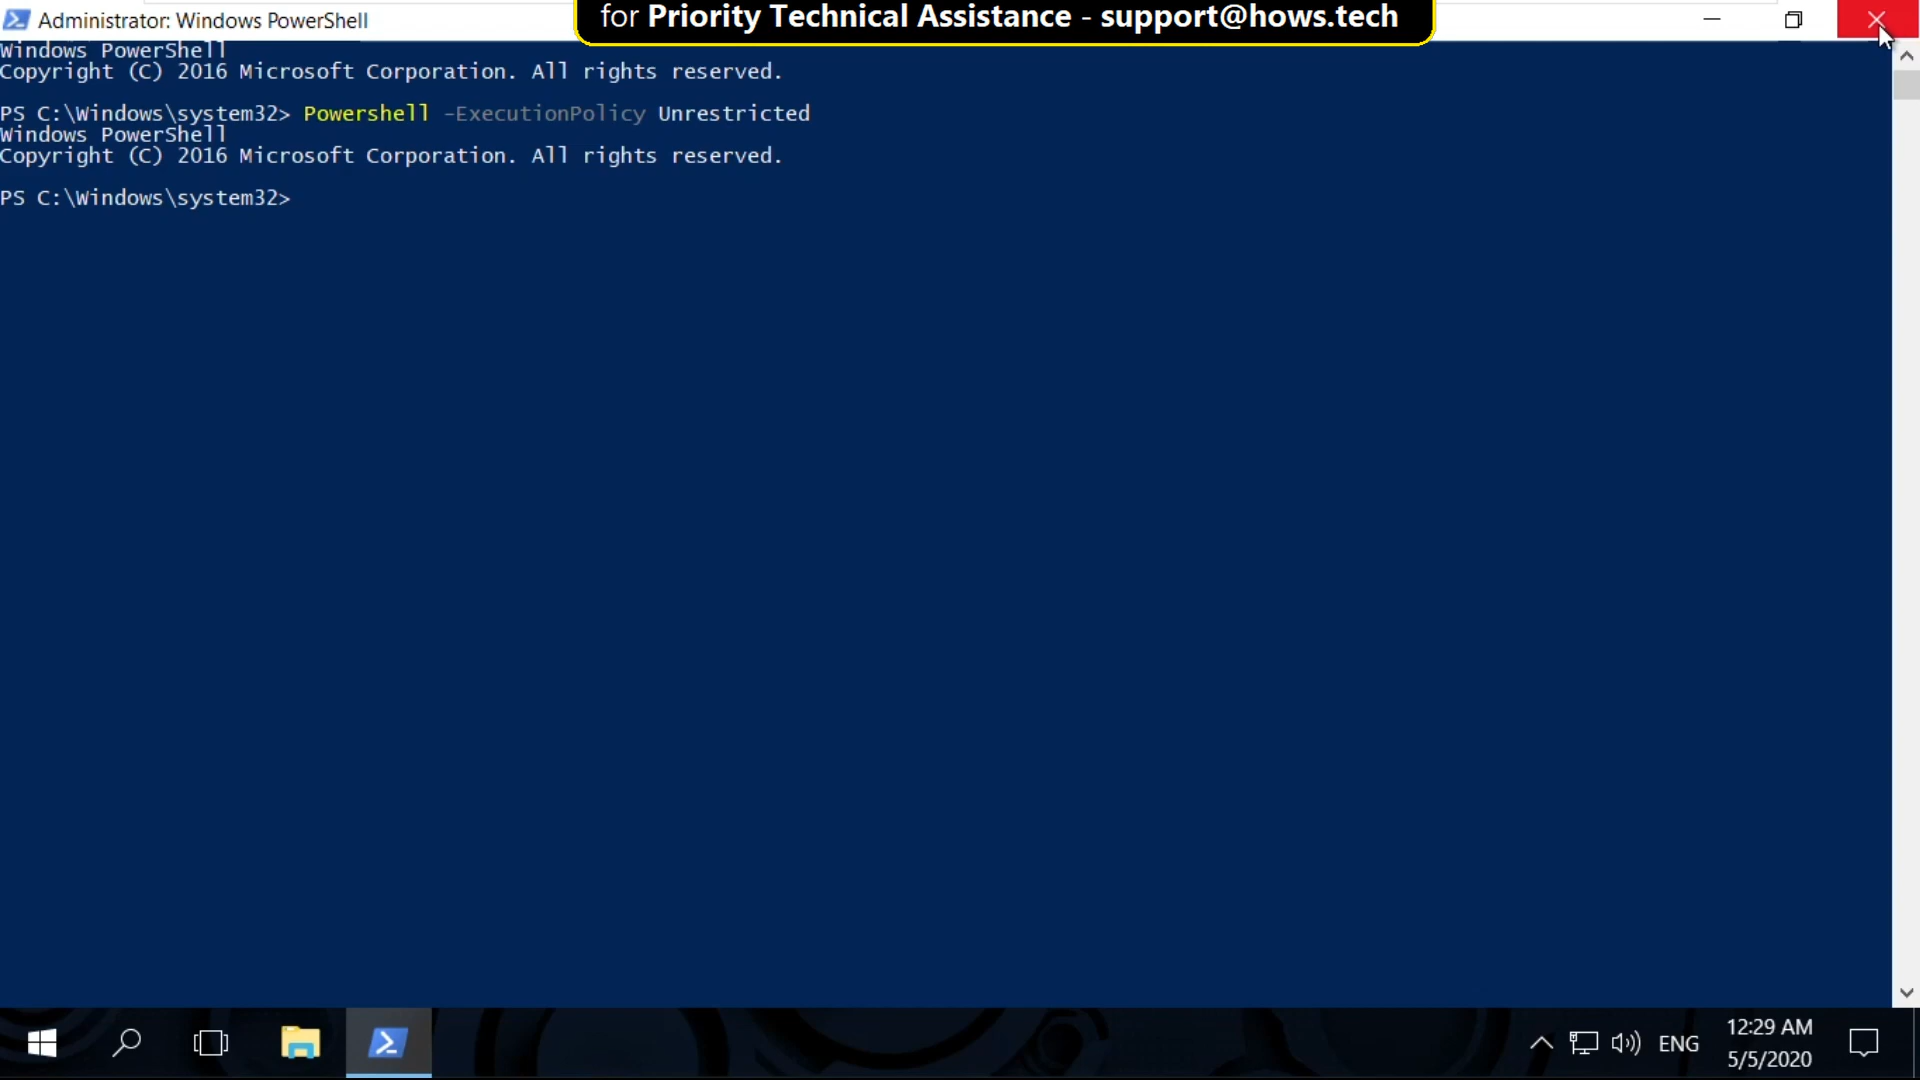 Administrator: Windows PowerShell
for Priority Technical Assistance - support@hows.tech
Windows PowerShell
Copyright (C) 2016 Microsoft Corporation. All rights reserved.
PS C:\Windows\system32> Powershell -ExecutionPolicy Unrestricted
Windows PowerShell
Copyright (C) 2016 Microsoft Corporation. All rights reserved.
PS C:\Windows\system32>
ENG
12:29 AM
5/5/2020